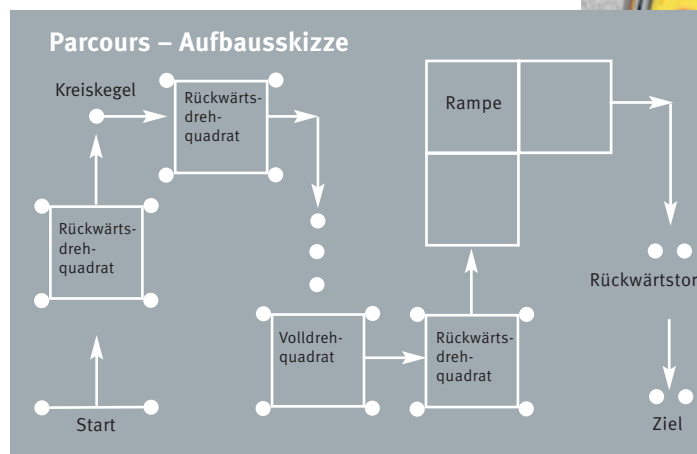 Parcours – Aufbausskizze
Kreiskegel
Rückwärts-
dreh-
quadrat
Rückwärts-
dreh-
quadrat
Rampe
Rückwärtstor
Volldreh-
quadrat
Rückwärts-
dreh-
quadrat
Start
Ziel